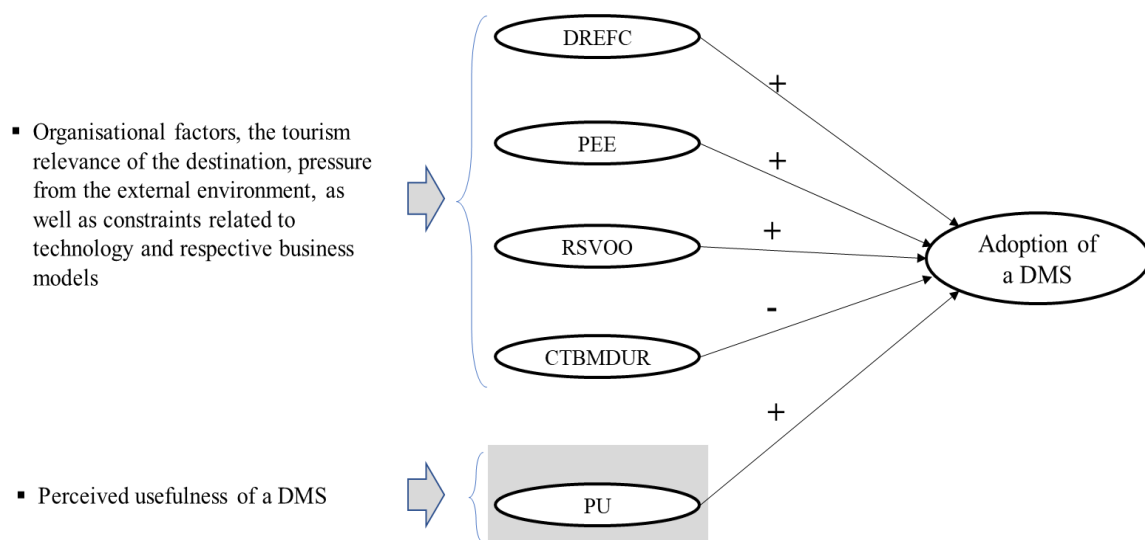 DREFC
+
▪ Organisational factors, the tourism
relevance of the destination, pressure
from the external environment, as
well as constraints related to
technology and respective business
models
PEE
+
RSVOO
+
Adoption of
a DMS
CTBMDUR
-
+
▪ Perceived usefulness of a DMS
PU